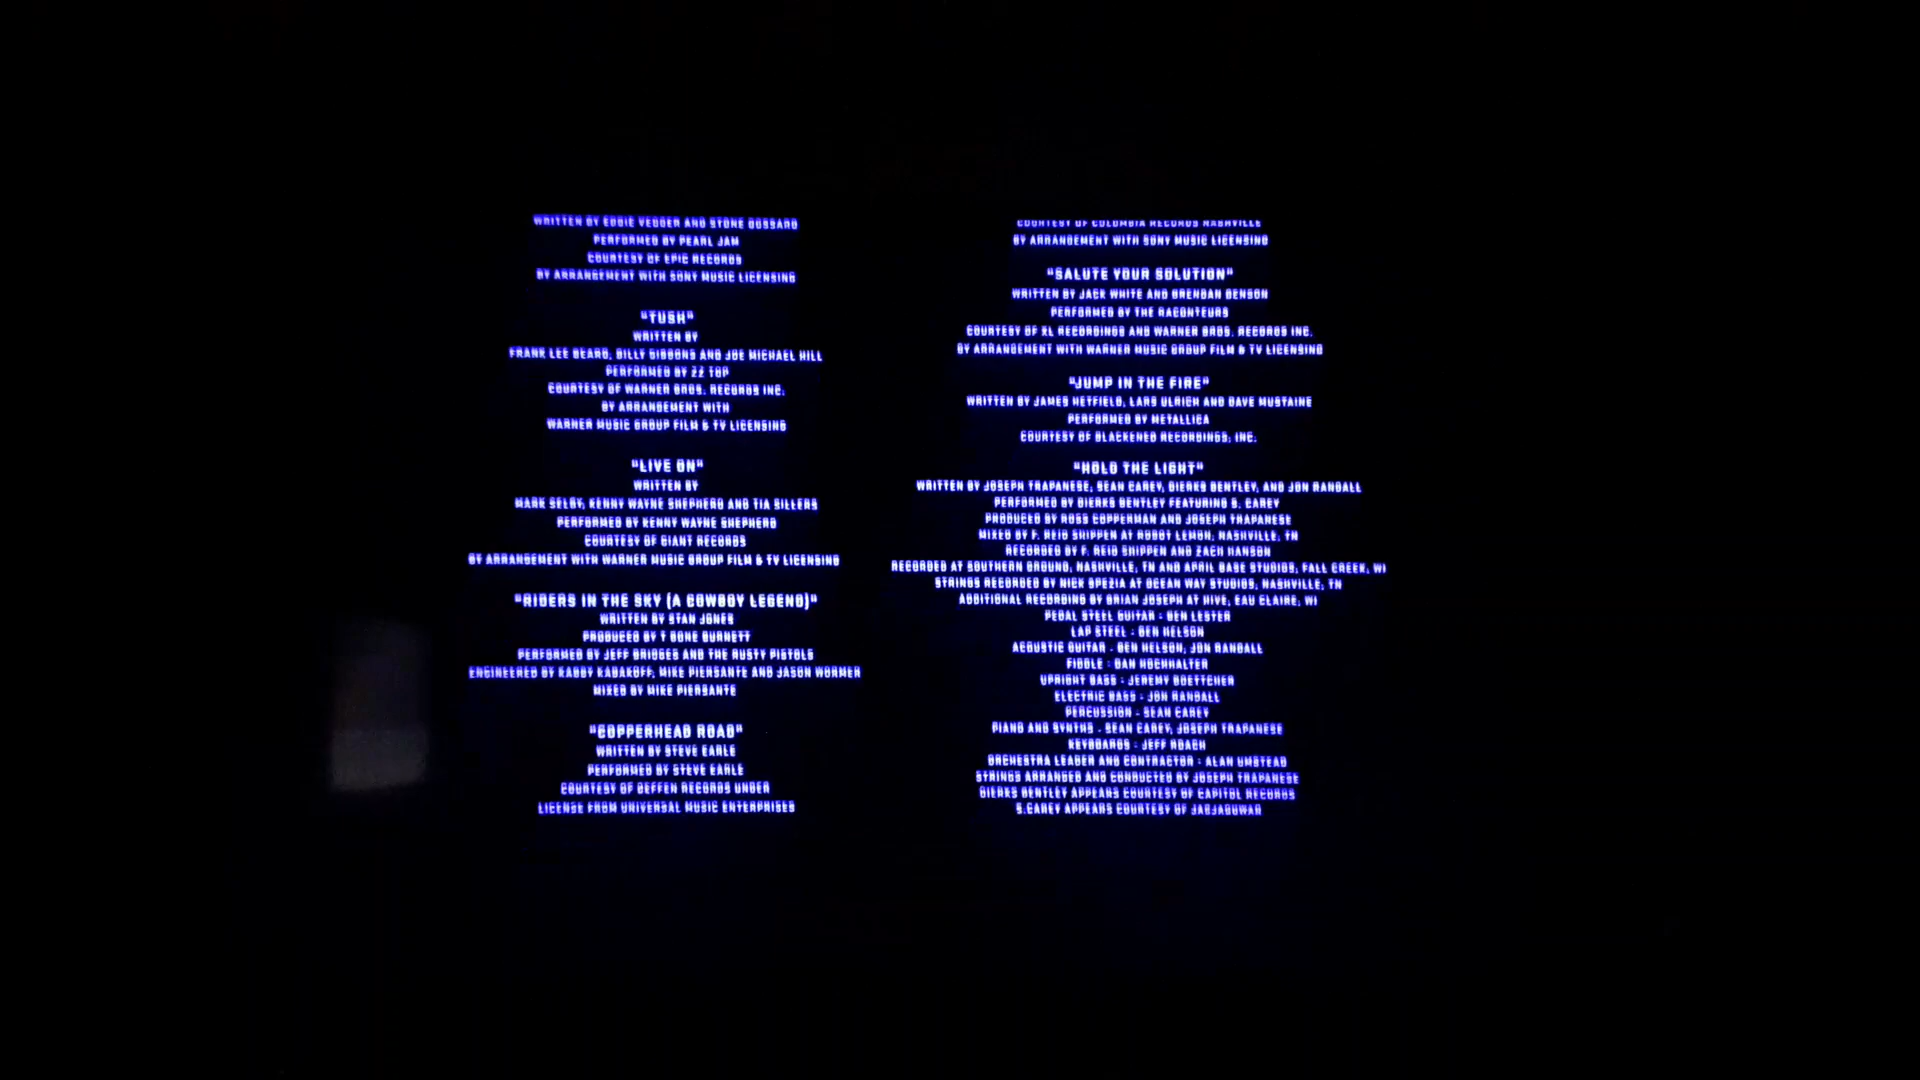 WRITTEN BY EDDIE VEDDER AND STONE GOSSARD
PERFORMED BY PEARL JAM
COURTESY OF EPIC RECORDS
BY ARRANGEMENT WITH SONY MUSIC LICENSING
"TUSH"
WRITTEN BY
FRANK LEE BEARD, BILLY GIBBONS AND JOE MICHAEL HILL
PERFORMED BY ZZ TOP
COURTESY OF WARNER BROS. RECORDS INC.
BY ARRANGEMENT WITH
WARNER MUSIC GROUP FILM & TV LICENSING
"LIVE ON"
WRITTEN BY
MARK SELBY, KENNY WAYNE SHEPHERD AND TIA SILLERS
PERFORMED BY KENNY WAYNE SHEPHERD
COURTESY OF GIANT RECORDS
BY ARRANGEMENT WITH WARNER MUSIC GROUP FILM & TV LICENSING
"RIDERS IN THE SKY (A COWBOY LEGEND)"
WRITTEN BY STAN JONES
PRODUCED BY T BONE BURNETT
PERFORMED BY JEFF BRIDGES AND THE RUSTY PISTOLS
ENGINEERED BY KABBY KABAKOFF, MIKE PIERSANTE AND JASON WORMER
MIXED BY MIKE PIERSANTE
"COPPERHEAD ROAD"
WRITTEN BY STEVE EARLE
PERFORMED BY STEVE EARLE
COURTESY OF GEFFEN RECORDS UNDER
LICENSE FROM UNIVERSAL MUSIC ENTERPRISES
COURTESY OF COLUMBIA RECORDS NASHVILLE
BY ARRANGEMENT WITH SONY MUSIC LICENSING
"SALUTE YOUR SOLUTION"
WRITTEN BY JACK WHITE AND BRENDAN BENSON
PERFORMED BY THE RACONTEURS
COURTESY OF XL RECORDINGS AND WARNER BROS. RECORDS INC.
BY ARRANGEMENT WITH WARNER MUSIC GROUP FILM & TV LICENSING
"JUMP IN THE FIRE"
WRITTEN BY JAMES HETFIELD, LARS ULRICH AND DAVE MUSTAINE
PERFORMED BY METALLICA
COURTESY OF BLACKENED RECORDINGS, INC.
"HOLD THE LIGHT"
WRITTEN BY JOSEPH TRAPANESE, SEAN CAREY, DIERKS BENTLEY, AND JON RANDALL
PERFORMED BY DIERKS BENTLEY FEATURING S. CAREY
PRODUCED BY ROSS COPPERMAN AND JOSEPH TRAPANESE
MIXED BY F. REID SHIPPEN AT ROBOT LEMON, NASHVILLE, TN
RECORDED BY F. REID SHIPPEN AND ZACH HANSON
RECORDED AT SOUTHERN GROUND, NASHVILLE, TN AND APRIL BASE STUDIOS, FALL CREEK, WI
STRINGS RECORDED BY NICK SPEZIA AT OCEAN WAY STUDIOS, NASHVILLE, TN
ADDITIONAL RECORDING BY BRIAN JOSEPH AT HIVE, EAU CLAIRE, WI
PEDAL STEEL GUITAR - BEN LESTER
LAP STEEL - BEN NELSON
ACOUSTIC GUITAR - BEN NELSON, JON RANDALL
FIDDLE - DAN HOCHHALTER
UPRIGHT BASS - JEREMY BOETTCHER
ELECTRIC BASS - JON RANDALL
PERCUSSION - SEAN CAREY
PIANO AND SYNTHS - SEAN CAREY, JOSEPH TRAPANESE
KEYBOARDS - JEFF ROACH
ORCHESTRA LEADER AND CONTRACTOR - ALAN UMSTEAD
STRINGS ARRANGED AND CONDUCTED BY JOSEPH TRAPANESE
DIERKS BENTLEY APPEARS COURTESY OF CAPITOL RECORDS
S.CAREY APPEARS COURTESY OF JAGJAGUWAR